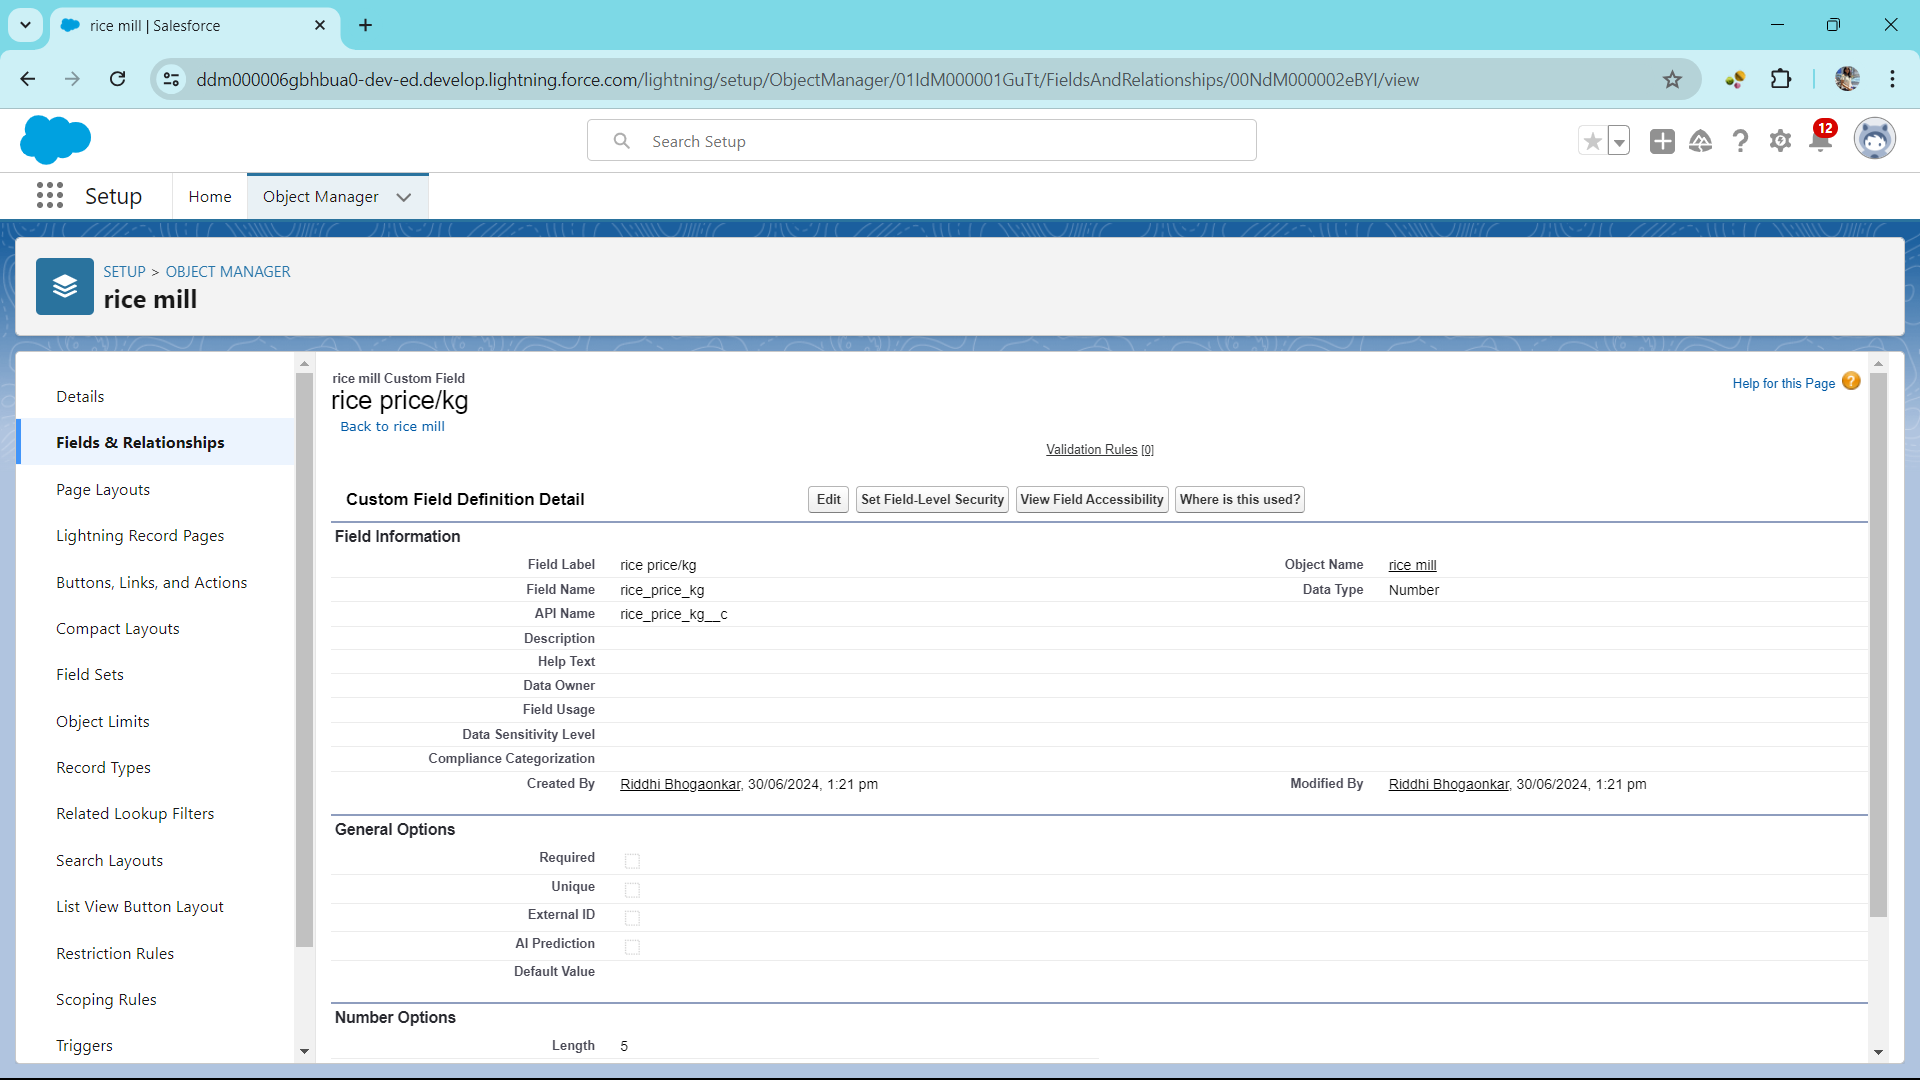 rice mill | Salesforce
ddm000006gbhbua0-dev-ed.develop.lightning.force.com/lightning/setup/ObjectManager/01IdM000001GuTt/FieldsAndRelationships/00NdM000002eBYI/view
Search Setup
12
Setup
Home
Object Manager
SETUP > OBJECT MANAGER
rice mill
Details
Fields & Relationships
Page Layouts
Lightning Record Pages
Buttons, Links, and Actions
Compact Layouts
Field Sets
Object Limits
Record Types
Related Lookup Filters
Search Layouts
List View Button Layout
Restriction Rules
Scoping Rules
Triggers
rice mill Custom Field
rice price/kg
Back to rice mill
Help for this Page
Validation Rules [0]
Custom Field Definition Detail
Edit
Set Field-Level Security
View Field Accessibility
Where is this used?
Field Information
Field Label rice price/kg
Object Name rice mill
Field Name rice_price_kg
Data Type Number
API Name rice_price_kg__c
Description
Help Text
Data Owner
Field Usage
Data Sensitivity Level
Compliance Categorization
Created By Riddhi Bhogaonkar, 30/06/2024, 1:21 pm
Modified By Riddhi Bhogaonkar, 30/06/2024, 1:21 pm
General Options
Required
Unique
External ID
AI Prediction
Default Value
Number Options
Length 5